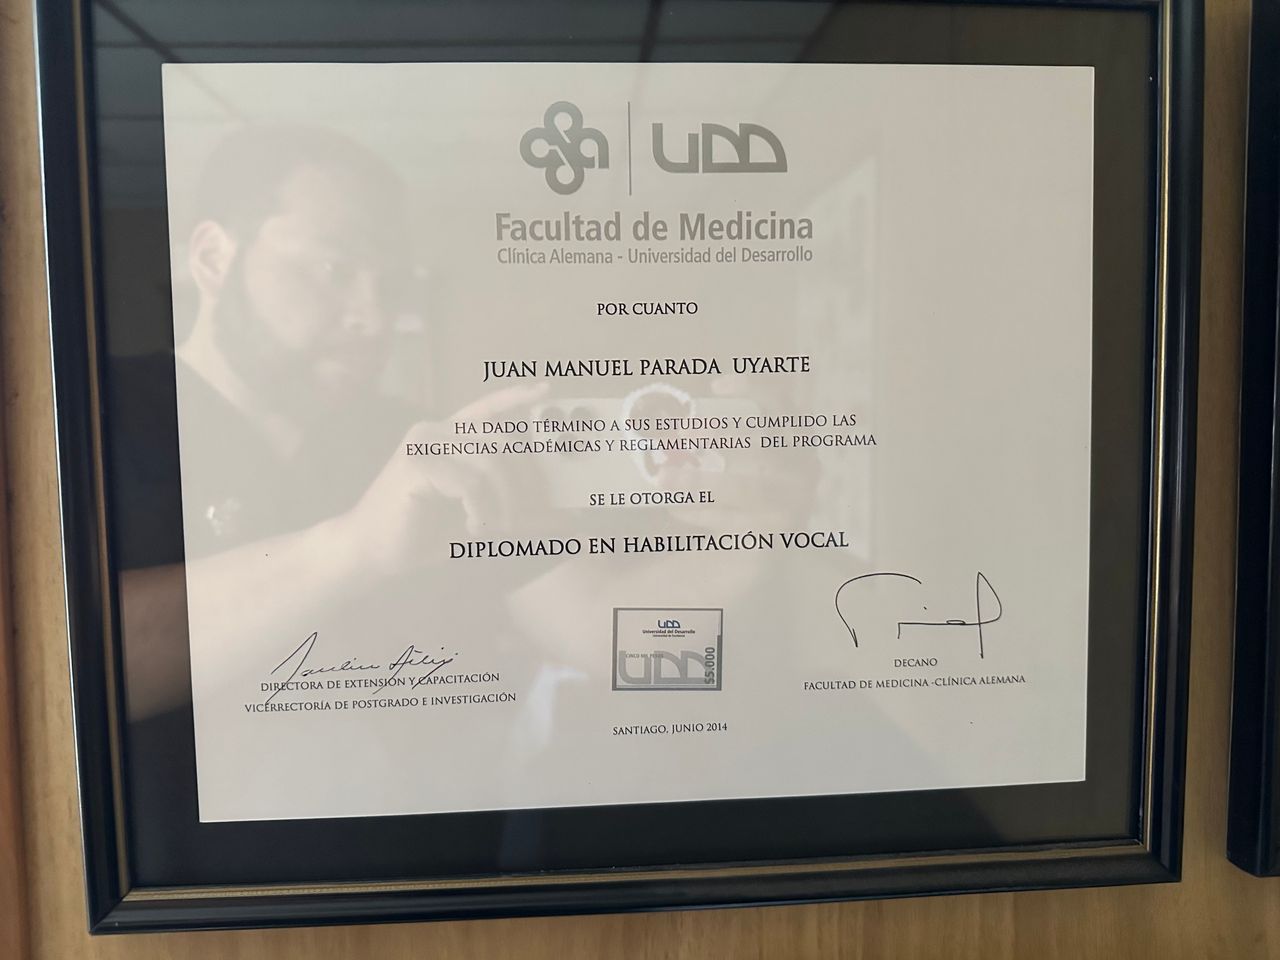 UDD
Facultad de Medicina
Clínica Alemana - Universidad del Desarrollo
POR CUANTO
JUAN MANUEL PARADA UYARTE
HA DADO TÉRMINO A SUS ESTUDIOS Y CUMPLIDO LAS
EXIGENCIAS ACADÉMICAS Y REGLAMENTARIAS DEL PROGRAMA
SE LE OTORGA EL
DIPLOMADO EN HABILITACIÓN VOCAL
DIRECTORA DE EXTENSIÓN Y CAPACITACIÓN
VICERRECTORÍA DE POSTGRADO E INVESTIGACIÓN
UDD
Universidad del Desarrollo
CINCO MIL PESOS
UDD
$5.000
DECANO
FACULTAD DE MEDICINA -CLÍNICA ALEMANA
SANTIAGO, JUNIO 2014